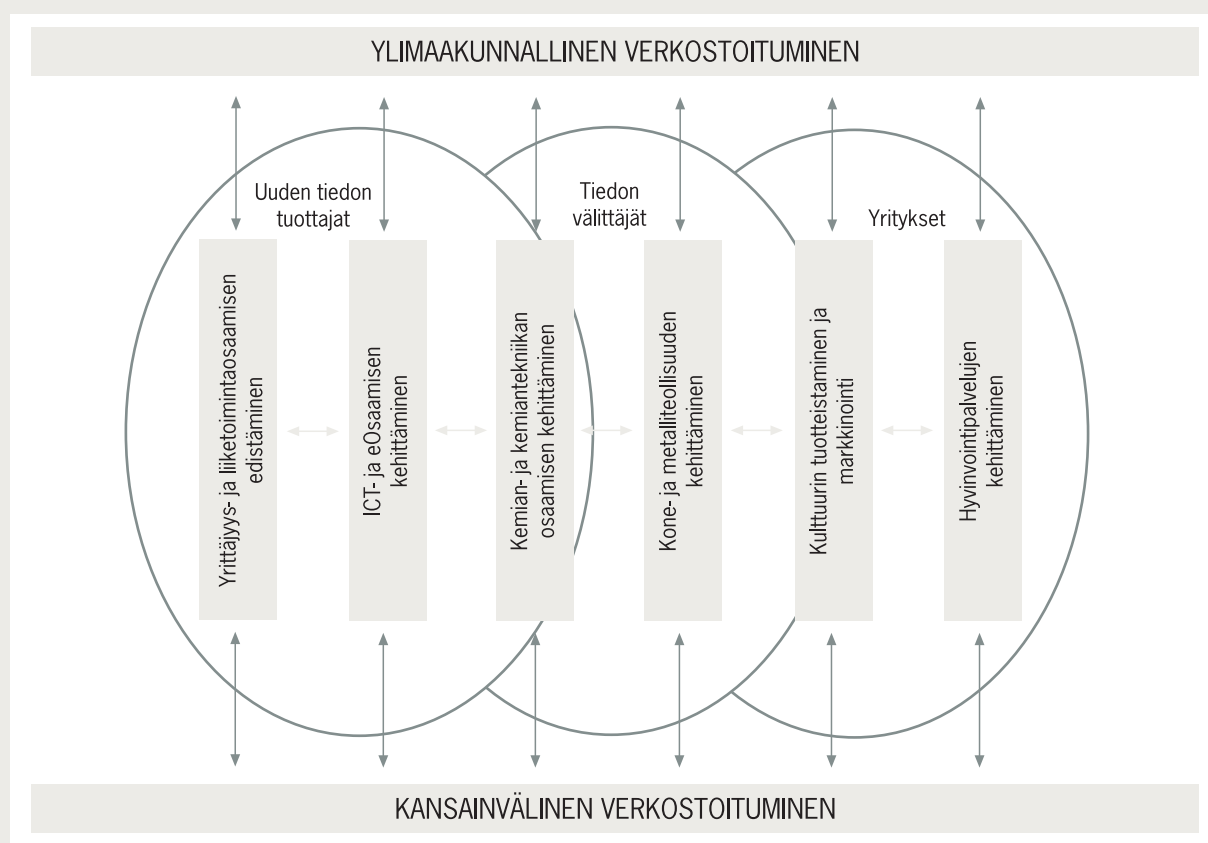 YLIMAAKUNNALLINEN VERKOSTOITUMINEN
Uuden tiedon
tuottajat
Tiedon
välittäjät
Yritykset
Yrittäjyys- ja liiketoimintaosaamisen
edistäminen
ICT- ja eOsaamisen
kehittäminen
Kemian- ja kemiantekniikan
osaamisen kehittäminen
Kone- ja metalliteollisuuden
kehittäminen
Kulttuurin tuotteistaminen ja
markkinointi
Hyvinvointipalvelujen
kehittäminen
KANSAINVÄLINEN VERKOSTOITUMINEN